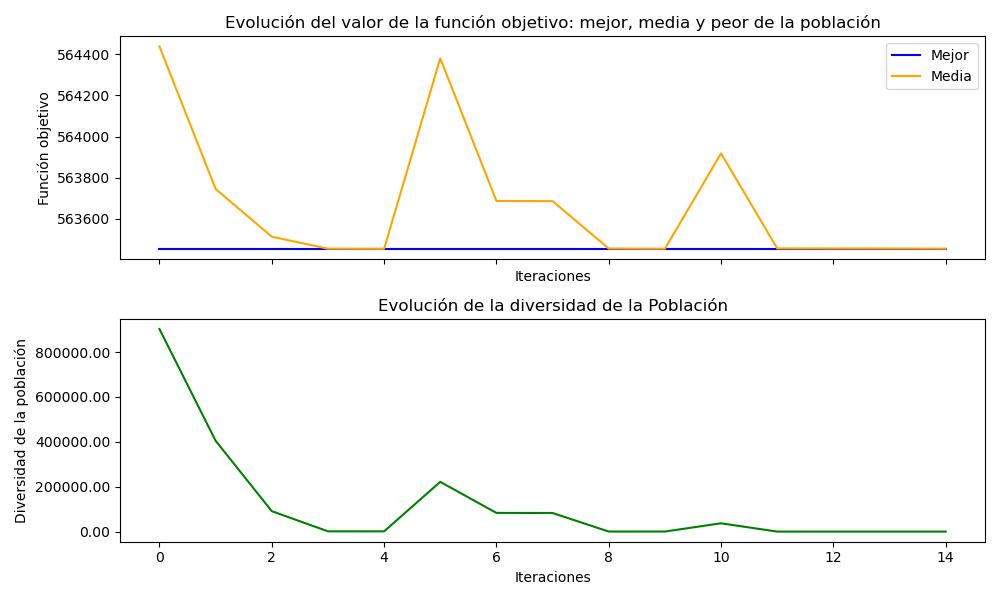 Evolución del valor de la función objetivo: mejor, media y peor de la población
Función objetivo
564400
564200
564000
563800
563600
Mejor
Media
Iteraciones
Evolución de la diversidad de la Población
Diversidad de la población
800000.00
600000.00
400000.00
200000.00
0.00
0 2 4 6 8 10 12 14
Iteraciones